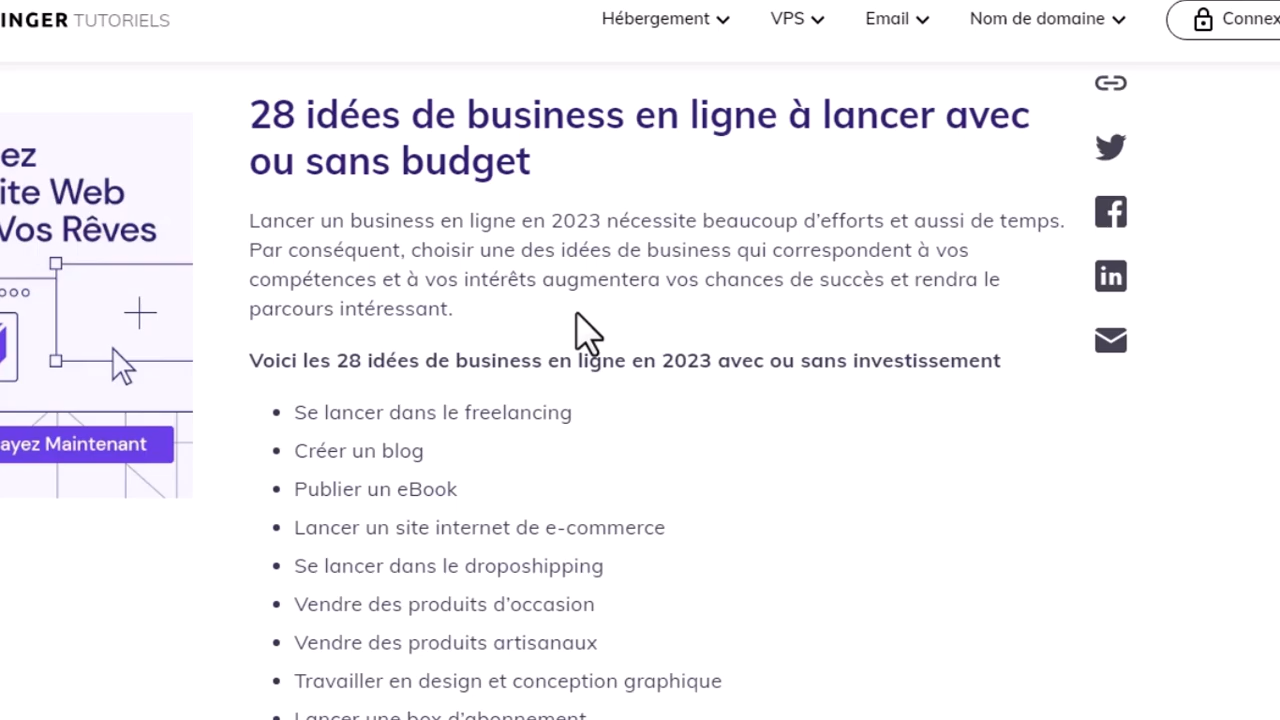 INGER TUTORIELS
Hébergement
VPS
Email
Nom de domaine
Connex
ez
ite Web
Vos Rêves
ayez Maintenant
28 idées de business en ligne à lancer avec
ou sans budget
Lancer un business en ligne en 2023 nécessite beaucoup d’efforts et aussi de temps.
Par conséquent, choisir une des idées de business qui correspondent à vos
compétences et à vos intérêts augmentera vos chances de succès et rendra le
parcours intéressant.
Voici les 28 idées de business en ligne en 2023 avec ou sans investissement
Se lancer dans le freelancing
Créer un blog
Publier un eBook
Lancer un site internet de e-commerce
Se lancer dans le droposhipping
Vendre des produits d’occasion
Vendre des produits artisanaux
Travailler en design et conception graphique
Lancer une box d’abonnement